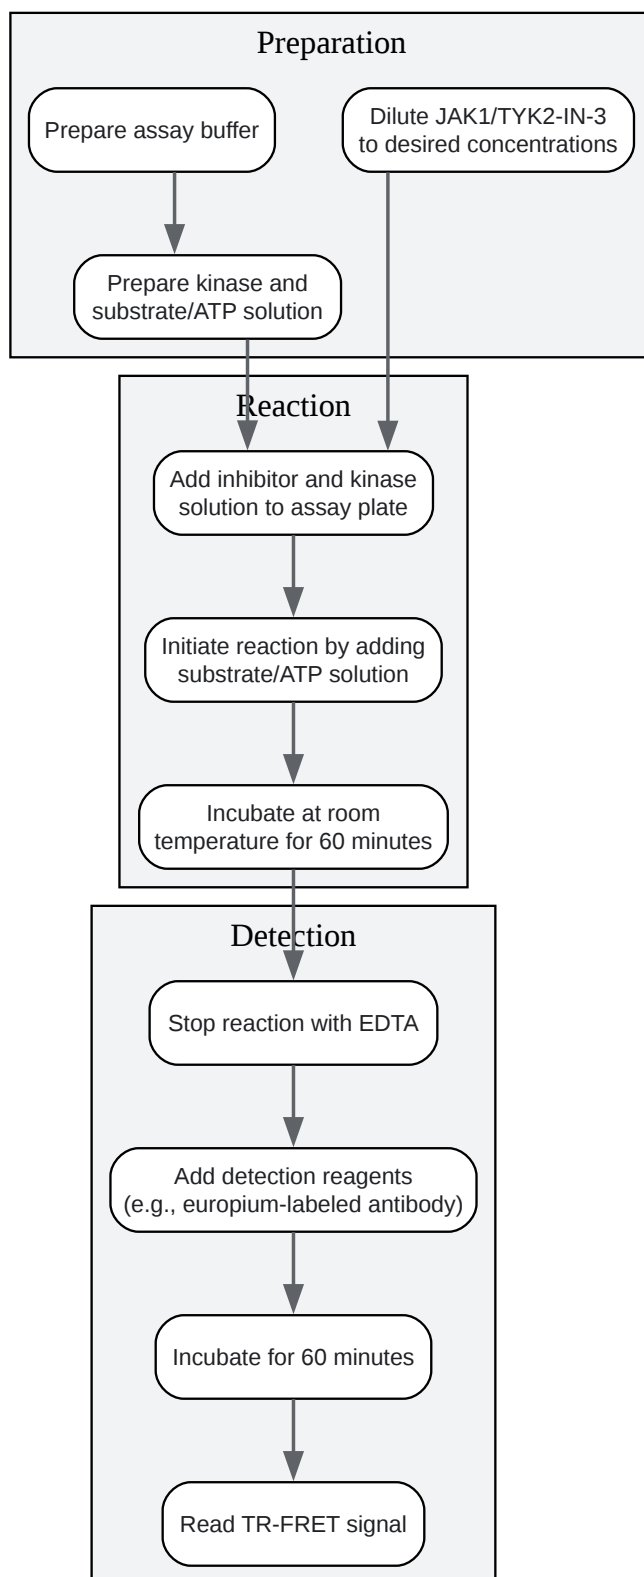 Preparation
Prepare assay buffer
Dilute JAK1/TYK2-IN-3
to desired concentrations
Prepare kinase and
substrate/ATP solution
Reaction
Add inhibitor and kinase
solution to assay plate
Initiate reaction by adding
substrate/ATP solution
Incubate at room
temperature for 60 minutes
Detection
Stop reaction with EDTA
Add detection reagents
(e.g., europium-labeled antibody)
Incubate for 60 minutes
Read TR-FRET signal